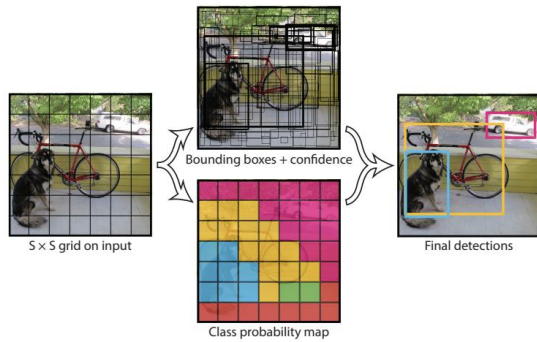 S × S grid on input
Bounding boxes + confidence
Class probability map
Final detections